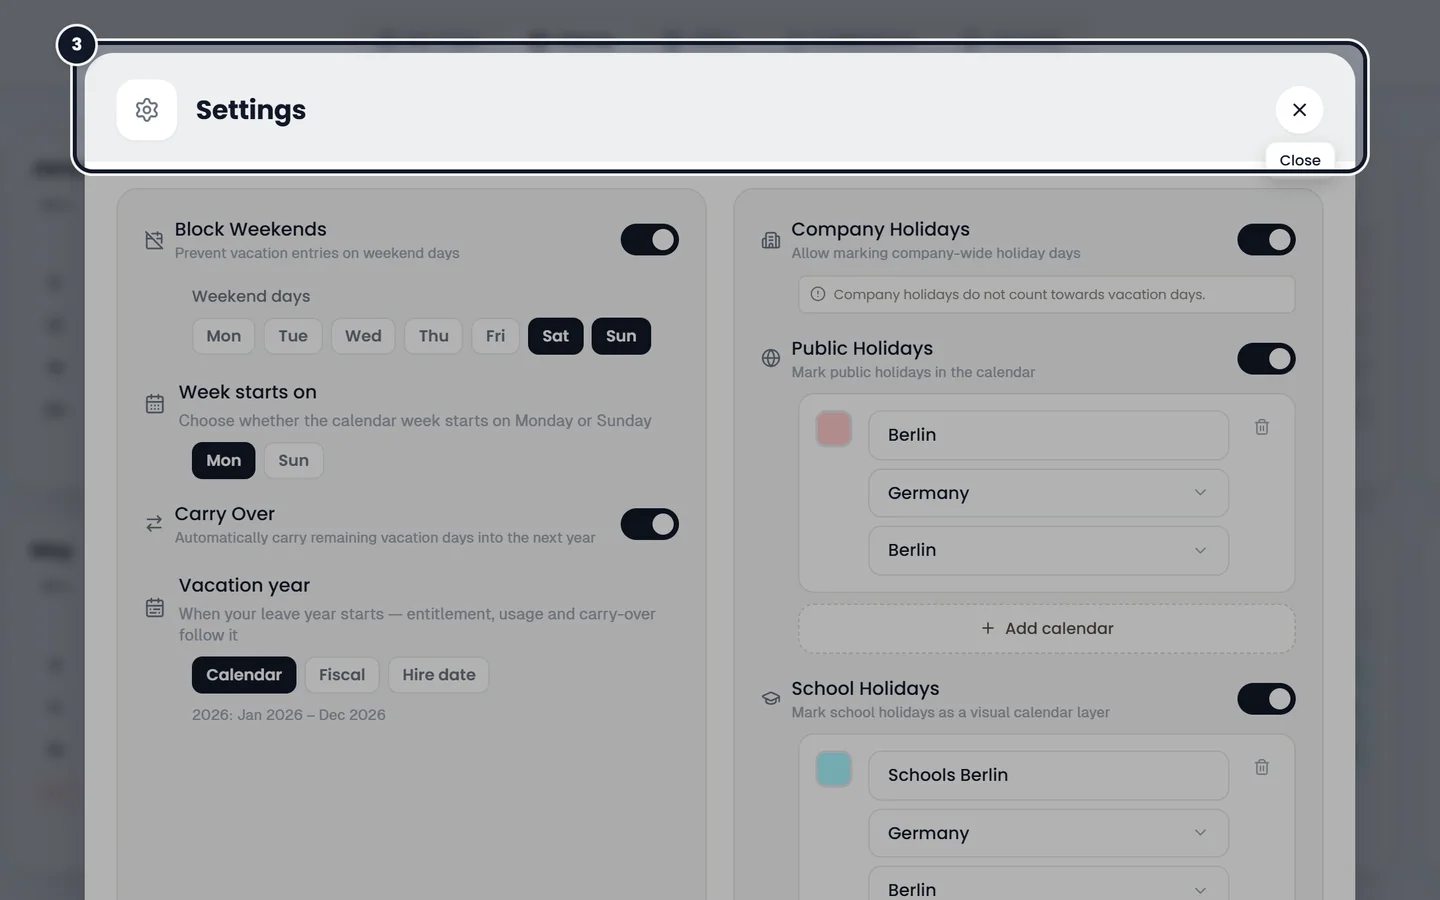 3
Settings
Close
Block Weekends
Prevent vacation entries on weekend days
Weekend days
Mon Tue Wed Thu Fri Sat Sun
Week starts on
Choose whether the calendar week starts on Monday or Sunday
Mon Sun
Carry Over
Automatically carry remaining vacation days into the next year
Vacation year
When your leave year starts — entitlement, usage and carry-over
follow it
Calendar Fiscal Hire date
2026: Jan 2026 – Dec 2026
Company Holidays
Allow marking company-wide holiday days
Company holidays do not count towards vacation days.
Public Holidays
Mark public holidays in the calendar
Berlin
Germany
Berlin
+ Add calendar
School Holidays
Mark school holidays as a visual calendar layer
Schools Berlin
Germany
Berlin